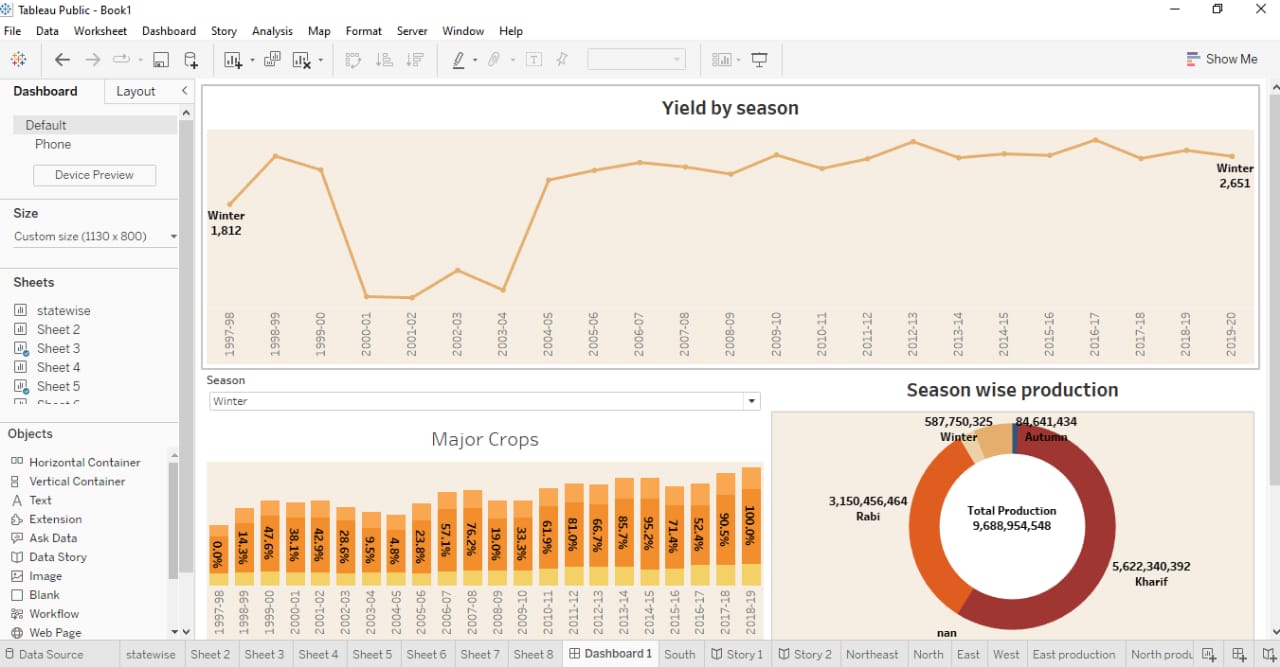 Tableau Public - Book1
File Data Worksheet Dashboard Story Analysis Map Format Server Window Help
Show Me
Dashboard Layout
Default
Phone
Device Preview
Size
Custom size (1130 x 800)
Sheets
statewise
Sheet 2
Sheet 3
Sheet 4
Sheet 5
Sheet 6
Objects
Horizontal Container
Vertical Container
Text
Extension
Ask Data
Data Story
Image
Blank
Workflow
Web Page
Yield by season
Winter
1,812
Winter
2,651
1997-98 1998-99 1999-00 2000-01 2001-02 2002-03 2003-04 2004-05 2005-06 2006-07 2007-08 2008-09 2009-10 2010-11 2011-12 2012-13 2013-14 2014-15 2015-16 2016-17 2017-18 2018-19 2019-20
Season
Winter
Major Crops
0.0% 14.3% 47.6% 38.1% 42.9% 28.6% 9.5% 4.8% 23.8% 57.1% 76.2% 19.0% 33.3% 61.9% 81.0% 66.7% 85.7% 95.2% 71.4% 52.4% 90.5% 100.0%
1997-98 1998-99 1999-00 2000-01 2001-02 2002-03 2003-04 2004-05 2005-06 2006-07 2007-08 2008-09 2009-10 2010-11 2011-12 2012-13 2013-14 2014-15 2015-16 2016-17 2017-18 2018-19
Season wise production
587,750,325
Winter
84,641,434
Autumn
3,150,456,464
Rabi
Total Production
9,688,954,548
5,622,340,392
Kharif
nan
Data Source statewise Sheet 2 Sheet 3 Sheet 4 Sheet 5 Sheet 6 Sheet 7 Sheet 8 Dashboard 1 South Story 1 Story 2 Northeast North East West East production North produ